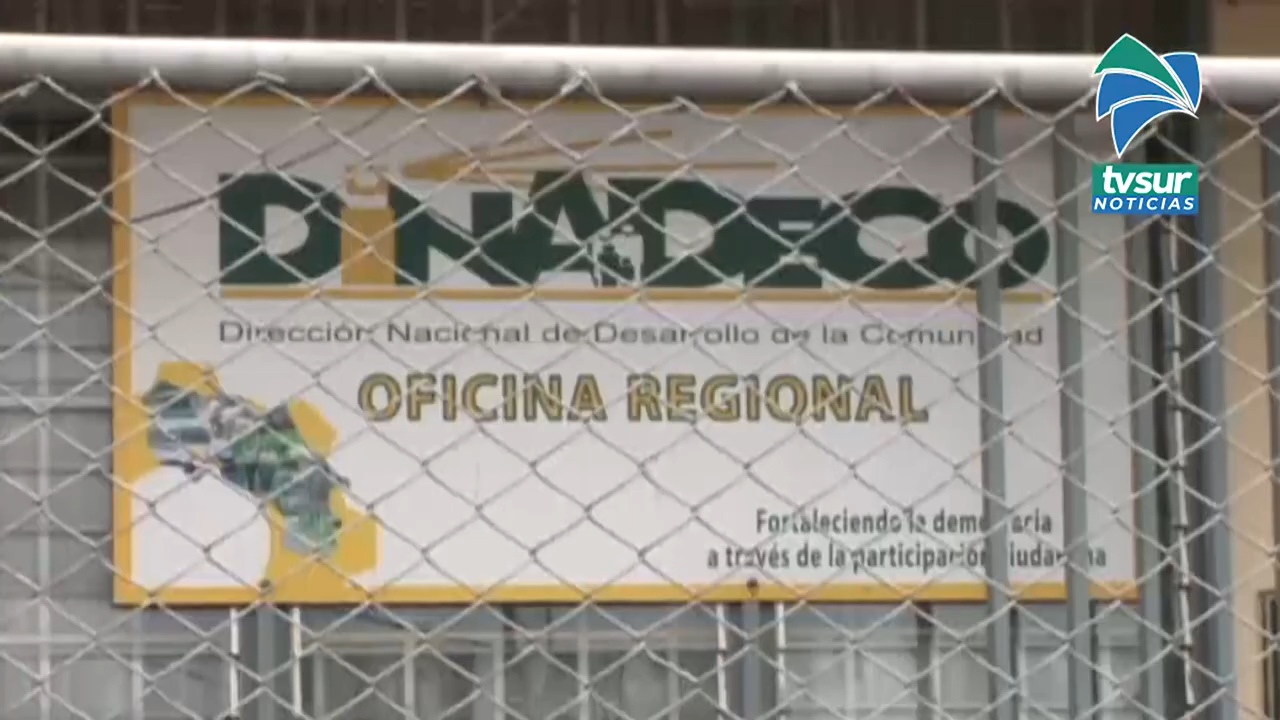 tvsur
NOTICIAS
DiNADECO
Dirección Nacional de Desarrollo de la Comunidad
OFICINA REGIONAL
Fortaleciendo la democracia
a través de la participación ciudadana